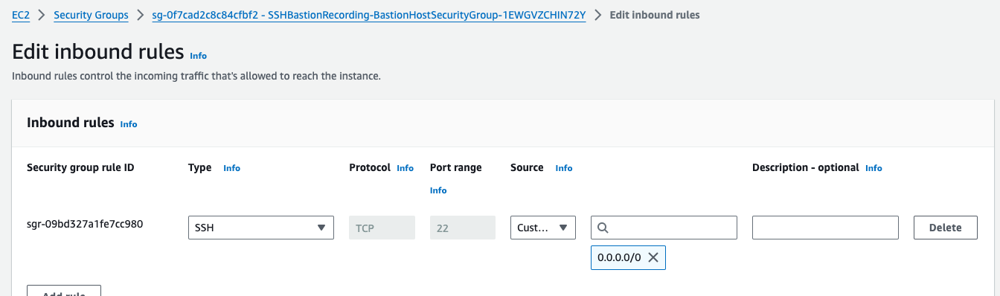 EC2 > Security Groups > sg-0f7cad2c8c84cfbf2 - SSHBastionRecording-BastionHostSecurityGroup-1EWGVZCHIN72Y > Edit inbound rules
Edit inbound rules Info
Inbound rules control the incoming traffic that's allowed to reach the instance.
Inbound rules Info
Security group rule ID Type Info Protocol Info Port range Source Info Description - optional Info
Info
sgr-09bd327a1fe7cc980 SSH TCP 22 Cust... Delete
0.0.0.0/0
Add rule